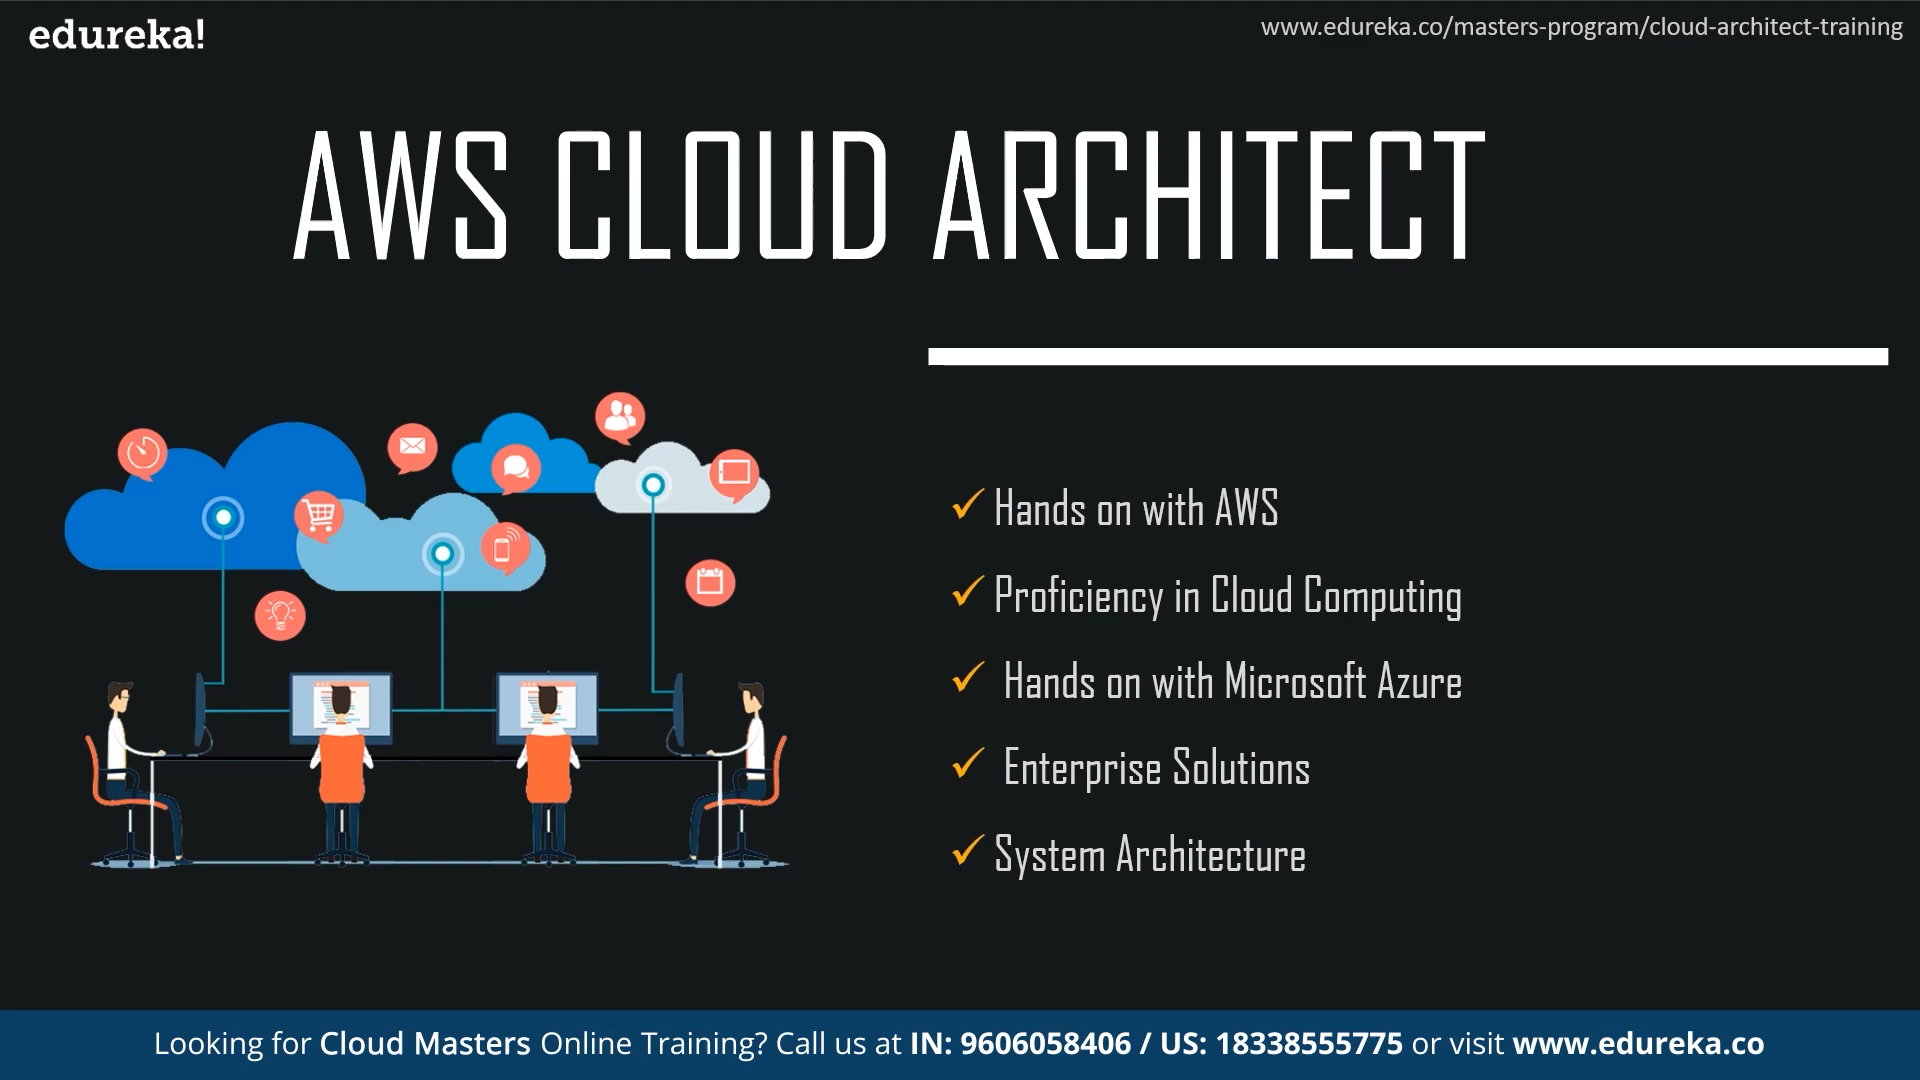 edureka!
www.edureka.co/masters-program/cloud-architect-training
AWS CLOUD ARCHITECT
Hands on with AWS
Proficiency in Cloud Computing
Hands on with Microsoft Azure
Enterprise Solutions
System Architecture
Looking for Cloud Masters Online Training? Call us at IN: 9606058406 / US: 18338555775 or visit www.edureka.co